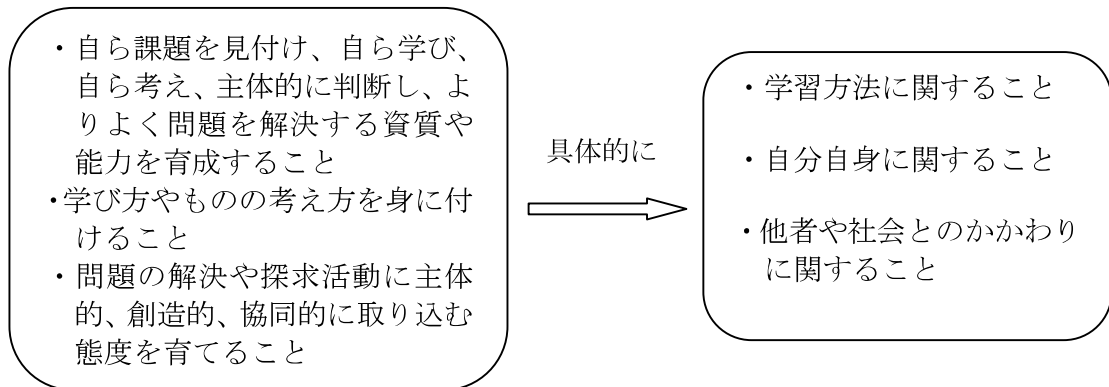 ・自ら課題を見付け、自ら学び、
自ら考え、主体的に判断し、よ
りよく問題を解決する資質や
能力を育成すること
・学び方やものの考え方を身に付
けること
・問題の解決や探求活動に主体
的、創造的、協同的に取り込む
態度を育てること
具体的に
・学習方法に関すること
・自分自身に関すること
・他者や社会とのかかわり
に関すること